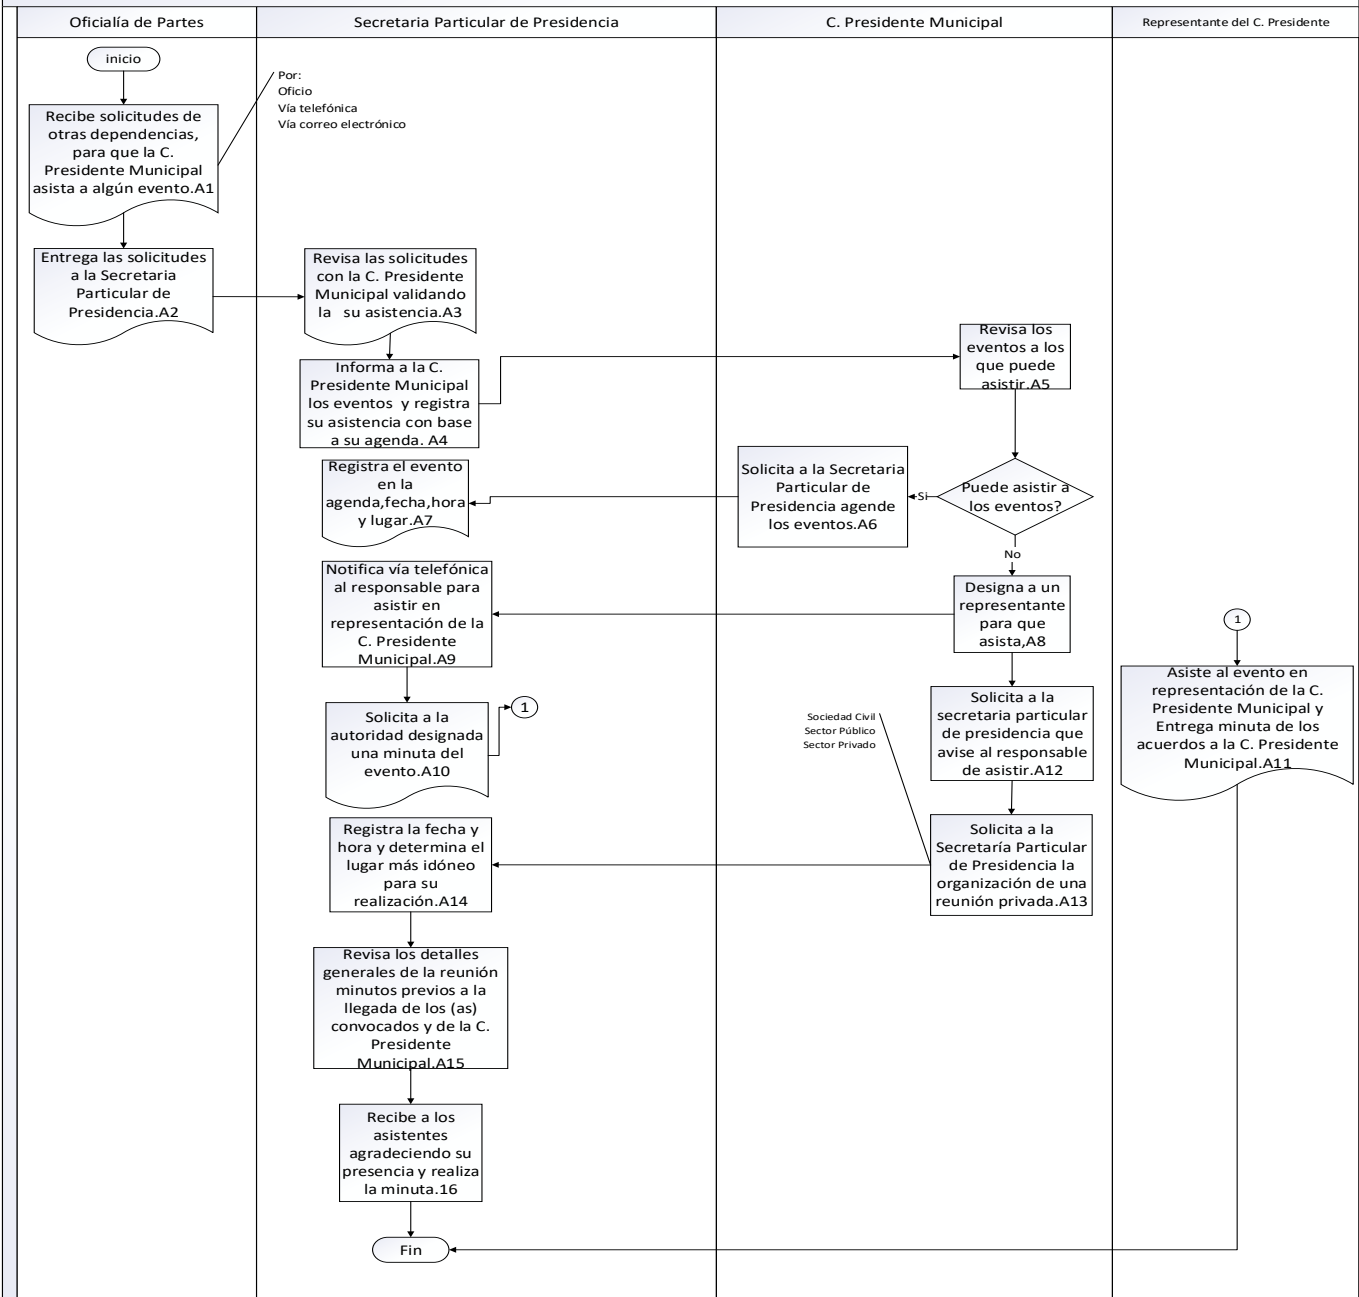 Oficialía de Partes
Secretaria Particular de Presidencia
C. Presidente Municipal
Representante del C. Presidente
inicio
Por:
Oficio
Vía telefónica
Vía correo electrónico
Recibe solicitudes de
otras dependencias,
para que la C.
Presidente Municipal
asista a algún evento.A1
Entrega las solicitudes
a la Secretaria
Particular de
Presidencia.A2
Revisa las solicitudes
con la C. Presidente
Municipal validando
la su asistencia.A3
Informa a la C.
Presidente Municipal
los eventos y registra
su asistencia con base
a su agenda. A4
Revisa los
eventos a los
que puede
asistir.A5
Puede asistir a
los eventos?
Si
No
Solicita a la Secretaria
Particular de
Presidencia agende
los eventos.A6
Registra el evento
en la
agenda,fecha,hora
y lugar.A7
Designa a un
representante
para que
asista,A8
Notifica vía telefónica
al responsable para
asistir en
representación de la
C. Presidente
Municipal.A9
Solicita a la
autoridad designada
una minuta del
evento.A10
1
1
Asiste al evento en
representación de la C.
Presidente Municipal y
Entrega minuta de los
acuerdos a la C. Presidente
Municipal.A11
Solicita a la
secretaria particular
de presidencia que
avise al responsable
de asistir.A12
Sociedad Civil
Sector Público
Sector Privado
Solicita a la
Secretaría Particular
de Presidencia la
organización de una
reunión privada.A13
Registra la fecha y
hora y determina el
lugar más idóneo
para su
realización.A14
Revisa los detalles
generales de la reunión
minutos previos a la
llegada de los (as)
convocados y de la C.
Presidente
Municipal.A15
Recibe a los
asistentes
agradeciendo su
presencia y realiza
la minuta.16
Fin